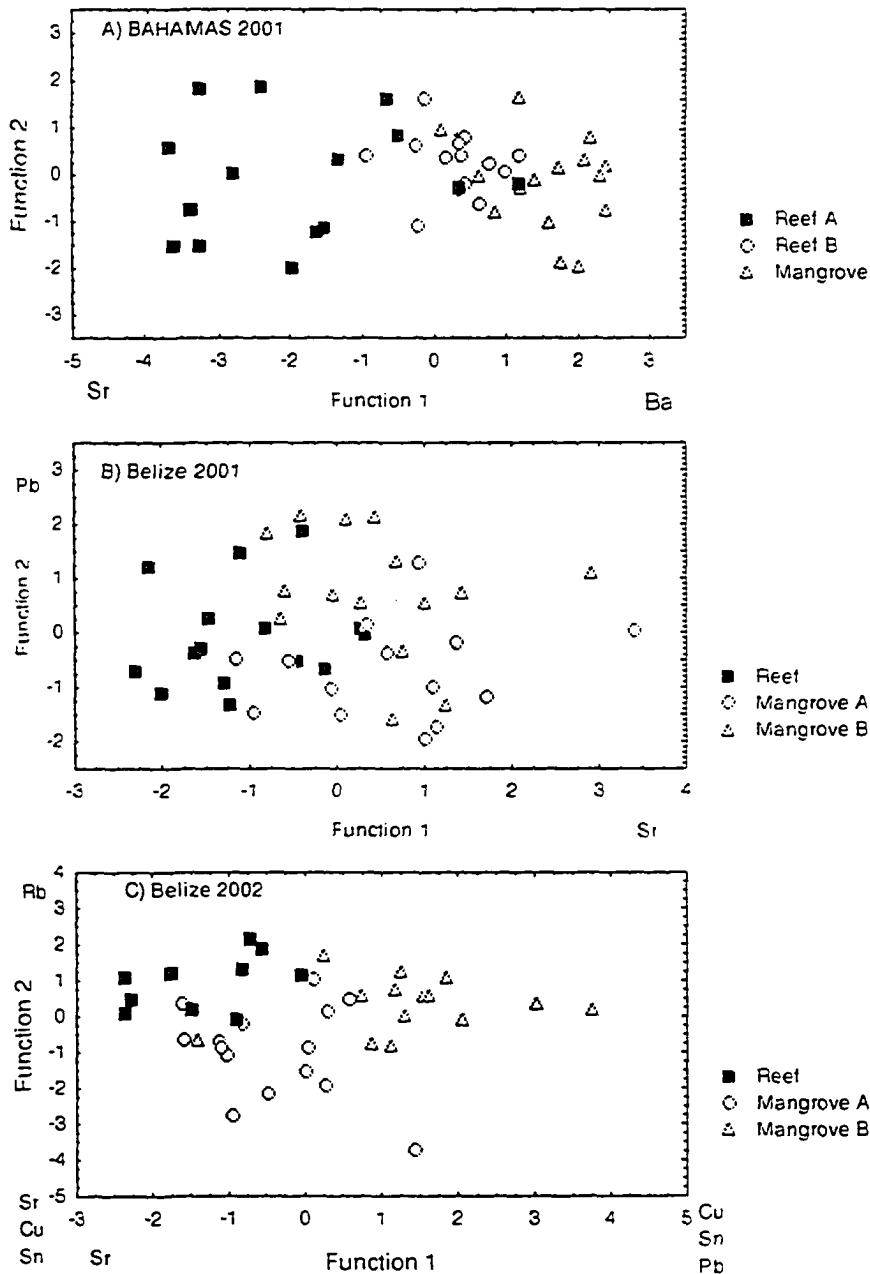 A) BAHAMAS 2001
3
2
1
0
-1
-2
-3
Function 2
-5 -4 -3 -2 -1 0 1 2 3
Sr Function 1 Ba
Reef A
Reef B
Mangrove
B) Belize 2001
Pb
3
2
1
0
-1
-2
Function 2
-3 -2 -1 0 1 2 3 4
Function 1 Sr
Reef
Mangrove A
Mangrove B
C) Belize 2002
Rb
4
3
2
1
0
-1
-2
-3
-4
-5
Function 2
-3 -2 -1 0 1 2 3 4 5
Sr
Cu
Sn
Sr Function 1
Cu
Sn
Pb
Reef
Mangrove A
Mangrove B